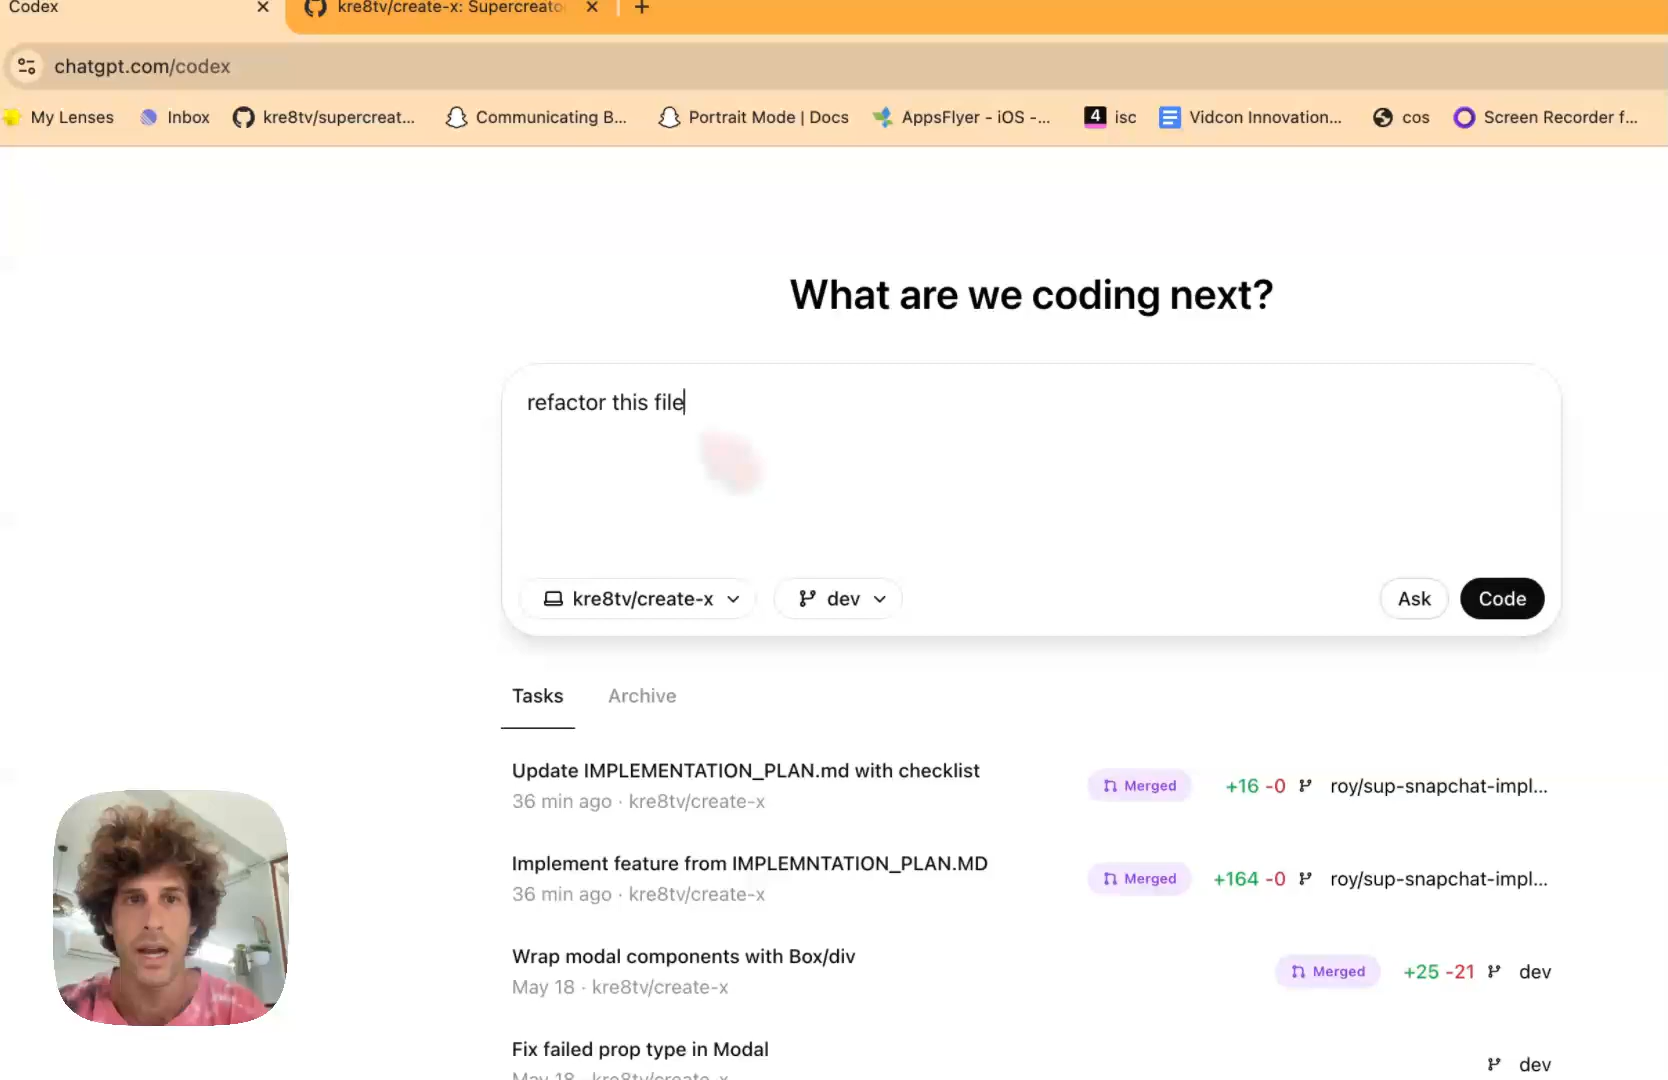 Codex
kre8tv/create-x: Supercreato
chatgpt.com/codex
My Lenses
Inbox
kre8tv/supercreat...
Communicating B...
Portrait Mode | Docs
AppsFlyer - iOS -...
4 isc
Vidcon Innovation...
cos
Screen Recorder f...
What are we coding next?
refactor this file
kre8tv/create-x
dev
Ask
Code
Tasks
Archive
Update IMPLEMENTATION_PLAN.md with checklist
36 min ago · kre8tv/create-x
Merged
+16 -0
roy/sup-snapchat-impl...
Implement feature from IMPLEMNTATION_PLAN.MD
36 min ago · kre8tv/create-x
Merged
+164 -0
roy/sup-snapchat-impl...
Wrap modal components with Box/div
May 18 · kre8tv/create-x
Merged
+25 -21
dev
Fix failed prop type in Modal
May 18 · kre8tv/create-x
dev